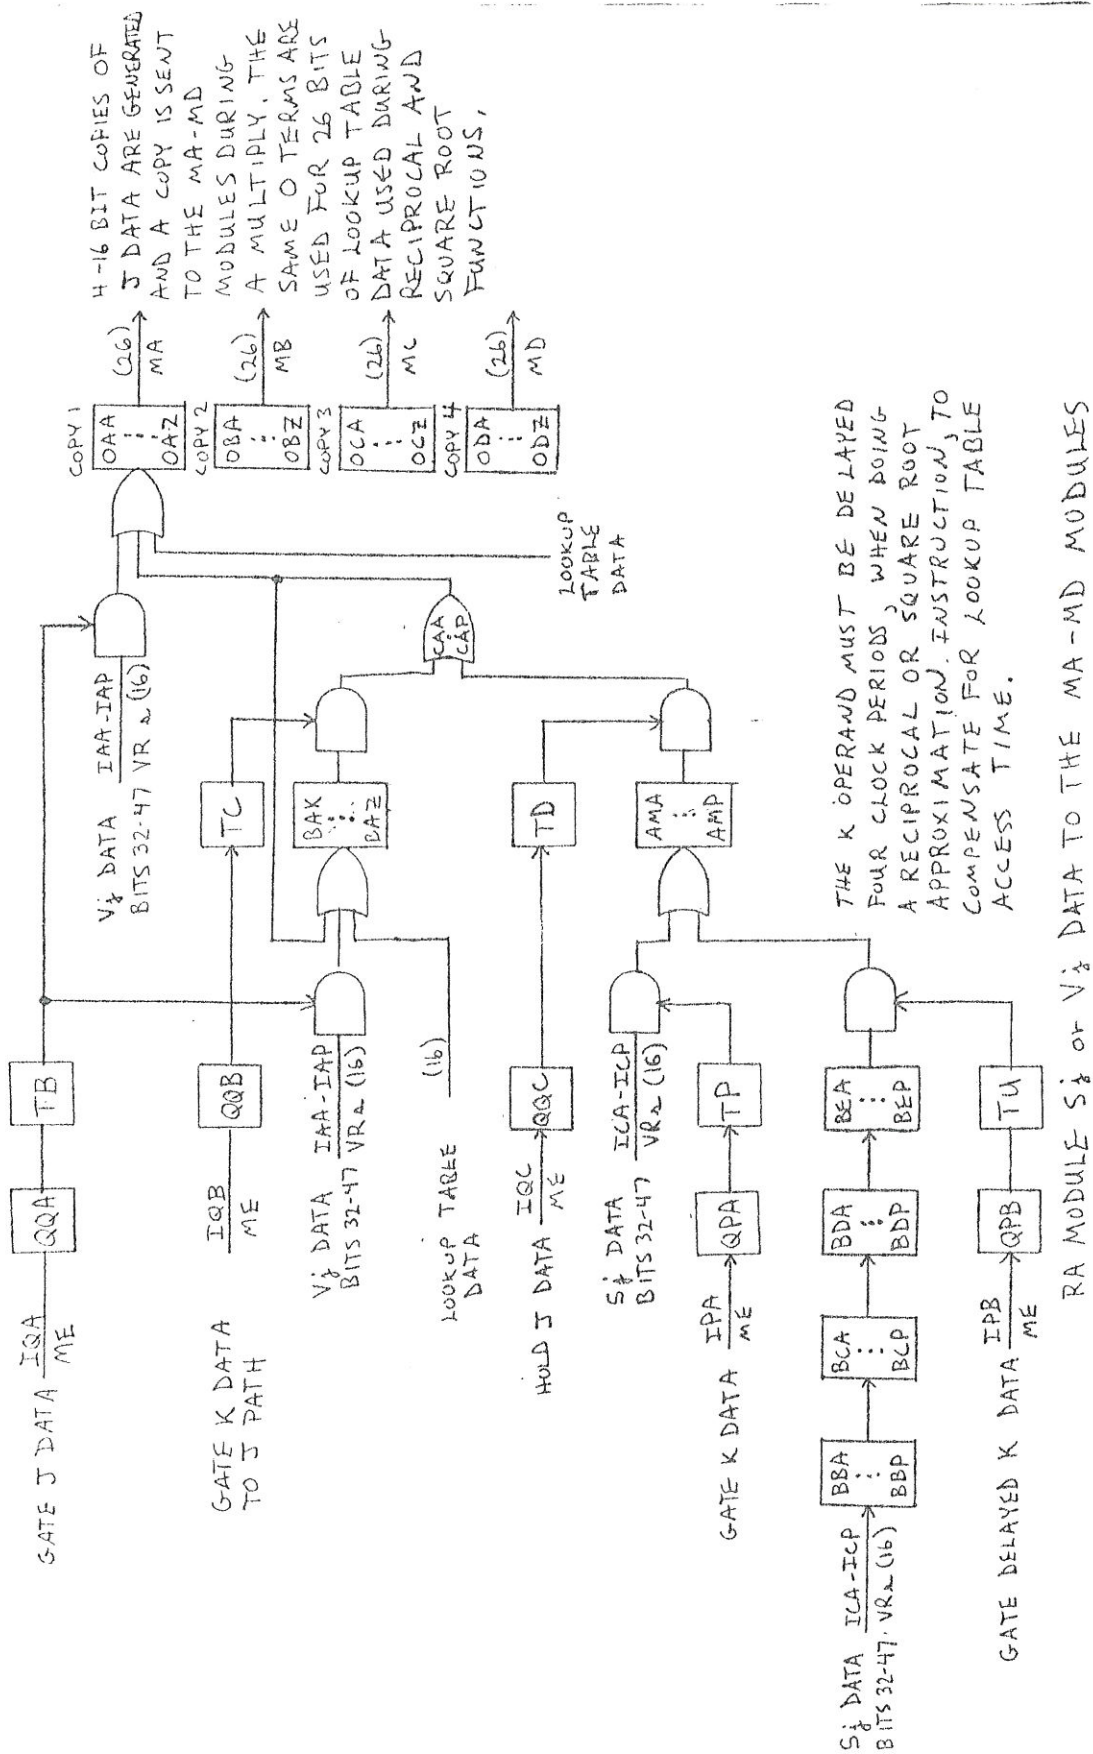 GATE J DATA IQA
ME
QQA
TB
Vj DATA IAA-IAP
BITS 32-47 VR2 (16)
COPY 1
OAA
OAZ
(26)
MA
COPY 2
OBA
OBZ
(26)
MB
COPY 3
OCA
OCZ
(26)
MC
COPY 4
ODA
ODZ
(26)
MD
4-16 BIT COPIES OF
J DATA ARE GENERATED
AND A COPY IS SENT
TO THE MA-MD
MODULES DURING
A MULTIPLY. THE
SAME O TERMS ARE
USED FOR 26 BITS
OF LOOKUP TABLE
DATA USED DURING
RECIPROCAL AND
SQUARE ROOT
FUNCTIONS.
GATE K DATA
TO J PATH
IQB
ME
QQB
TC
Vj DATA IAA-IAP
BITS 32-47 VR2 (16)
BAK
BAZ
LOOKUP TABLE
DATA
(16)
CAA
CAP
LOOKUP
TABLE
DATA
HOLD J DATA IQC
ME
QQC
TD
Sj DATA ICA-ICP
BITS 32-47 VR2 (16)
AMA
AMP
GATE K DATA IPA
ME
QPA
TP
Sj DATA ICA-ICP
BITS 32-47 VR2 (16)
BBA
BBP
BCA
BCP
BDA
BDP
BEA
BEP
GATE DELAYED K DATA IPB
ME
QPB
TU
THE K OPERAND MUST BE DELAYED
FOUR CLOCK PERIODS, WHEN DOING
A RECIPROCAL OR SQUARE ROOT
APPROXIMATION. INSTRUCTION, TO
COMPENSATE FOR LOOKUP TABLE
ACCESS TIME.
RA MODULE Sj or Vj DATA TO THE MA-MD MODULES